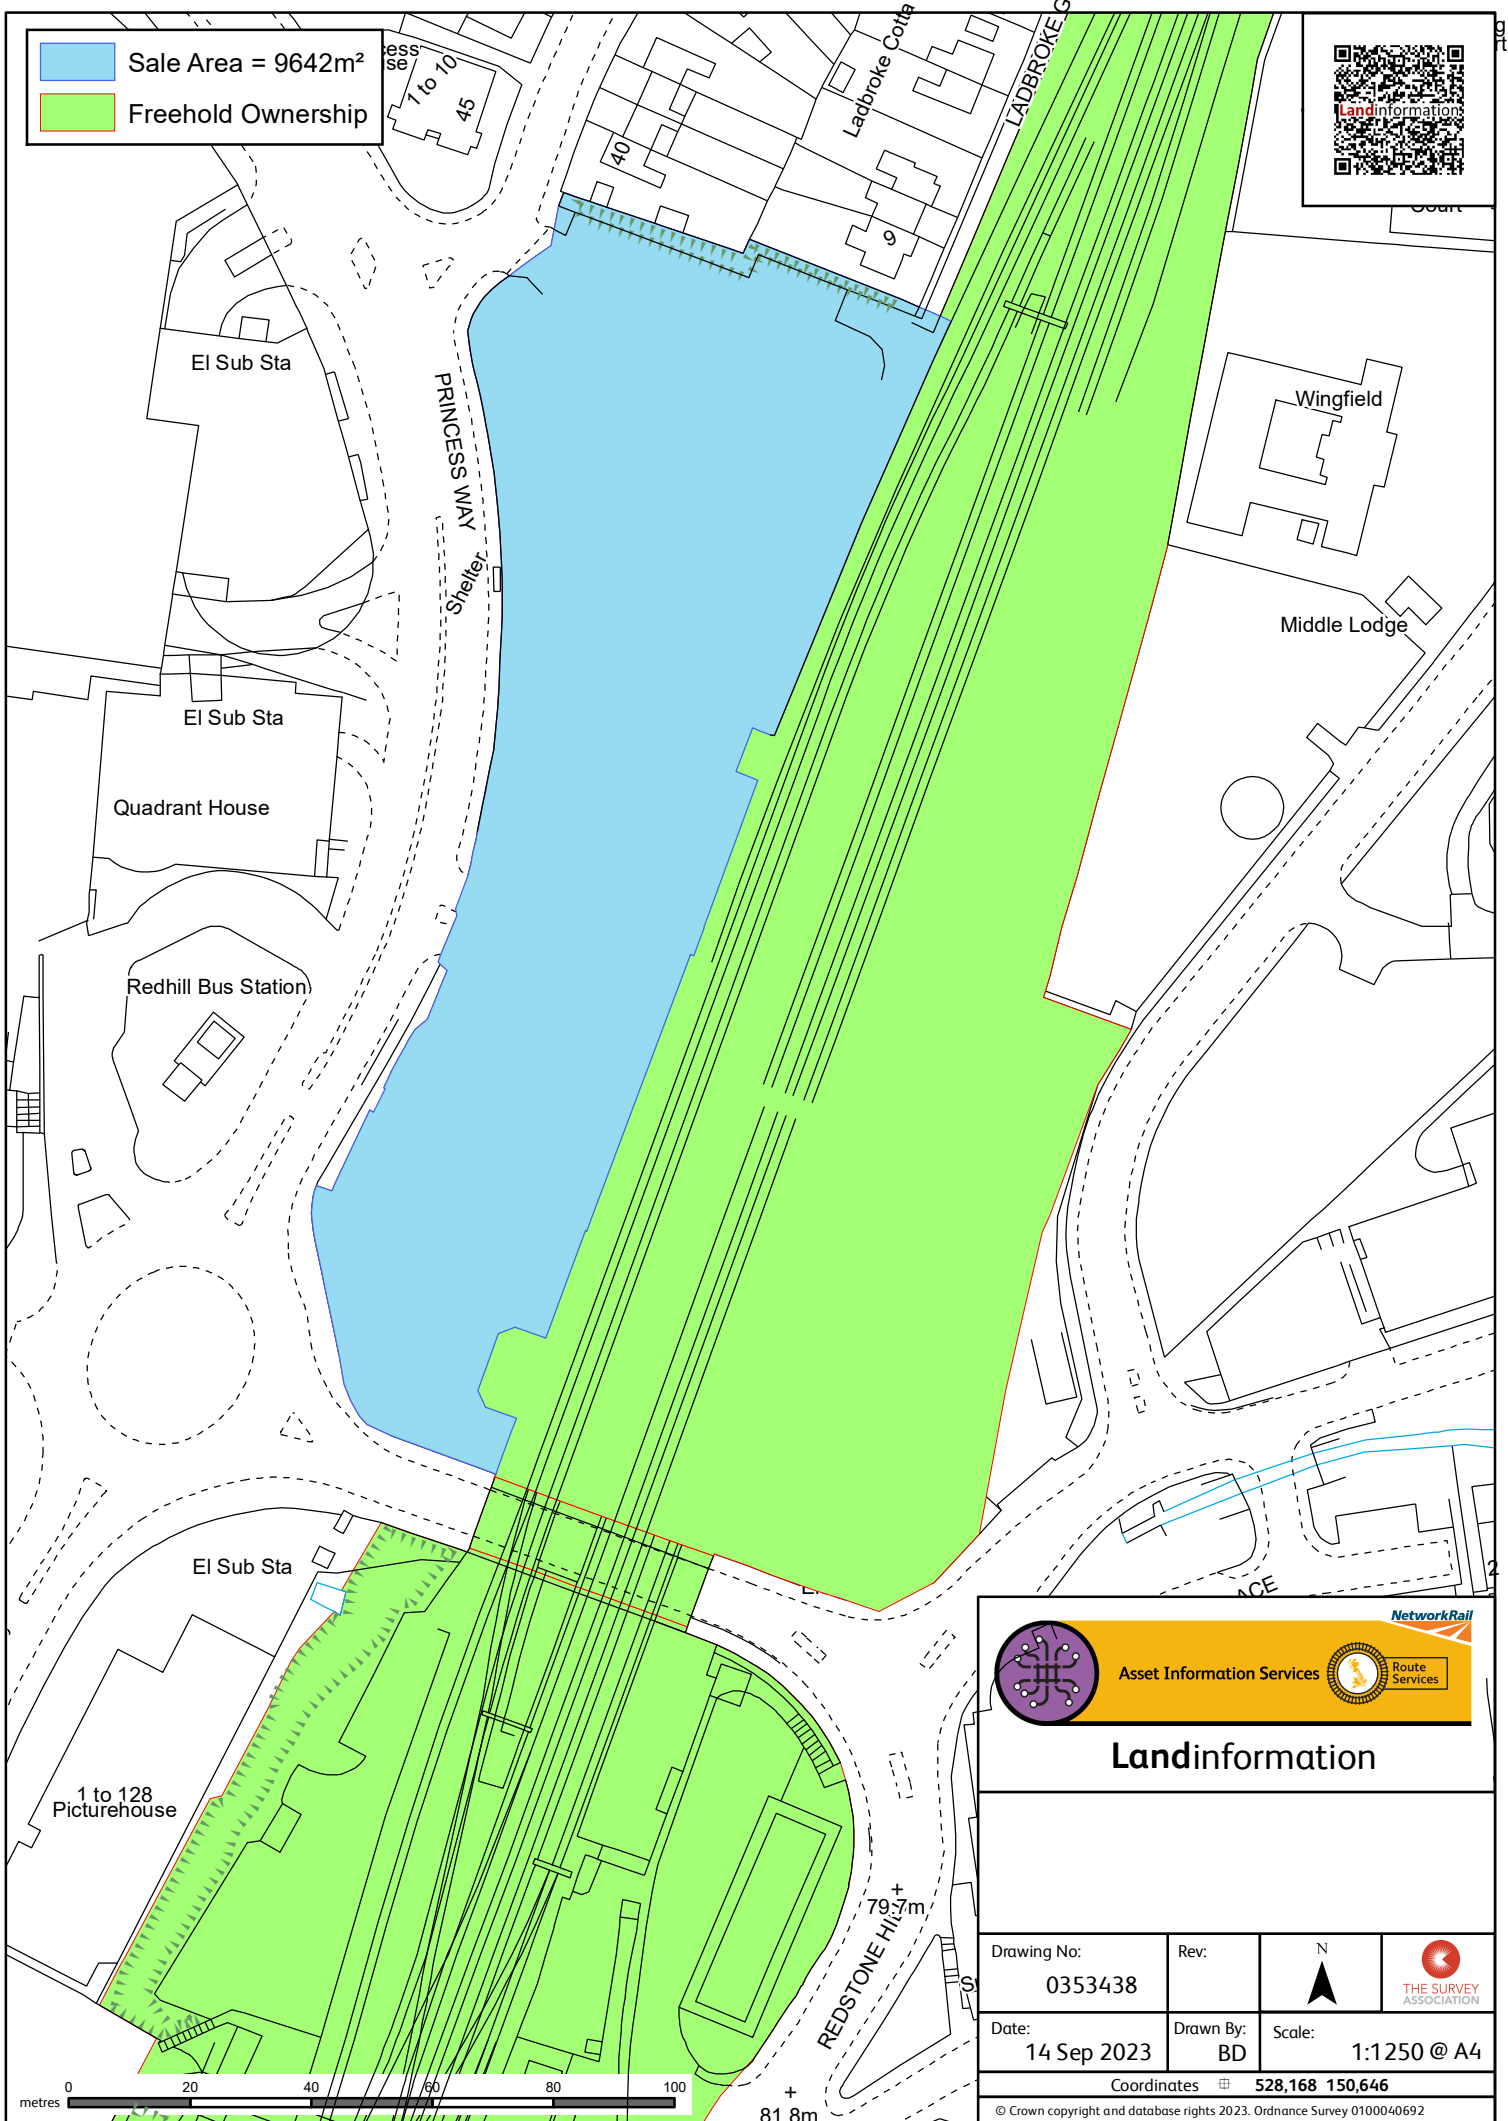 Sale Area = 9642m²
Freehold Ownership
1 to 10
45
40
Ladbroke Cotta
LADBROKE G
9
Landinformation
El Sub Sta
PRINCESS WAY
Shelter
Wingfield
Middle Lodge
El Sub Sta
Quadrant House
Redhill Bus Station
El Sub Sta
1 to 128
Picturehouse
79.7m
REDSTONE HILL
81.8m
metres
0 20 40 60 80 100
NetworkRail
Asset Information Services
Route
Services
Landinformation
Drawing No:
0353438
Rev:
N
THE SURVEY
ASSOCIATION
Date:
14 Sep 2023
Drawn By:
BD
Scale:
1:1250 @ A4
Coordinates 528,168 150,646
© Crown copyright and database rights 2023. Ordnance Survey 0100040692